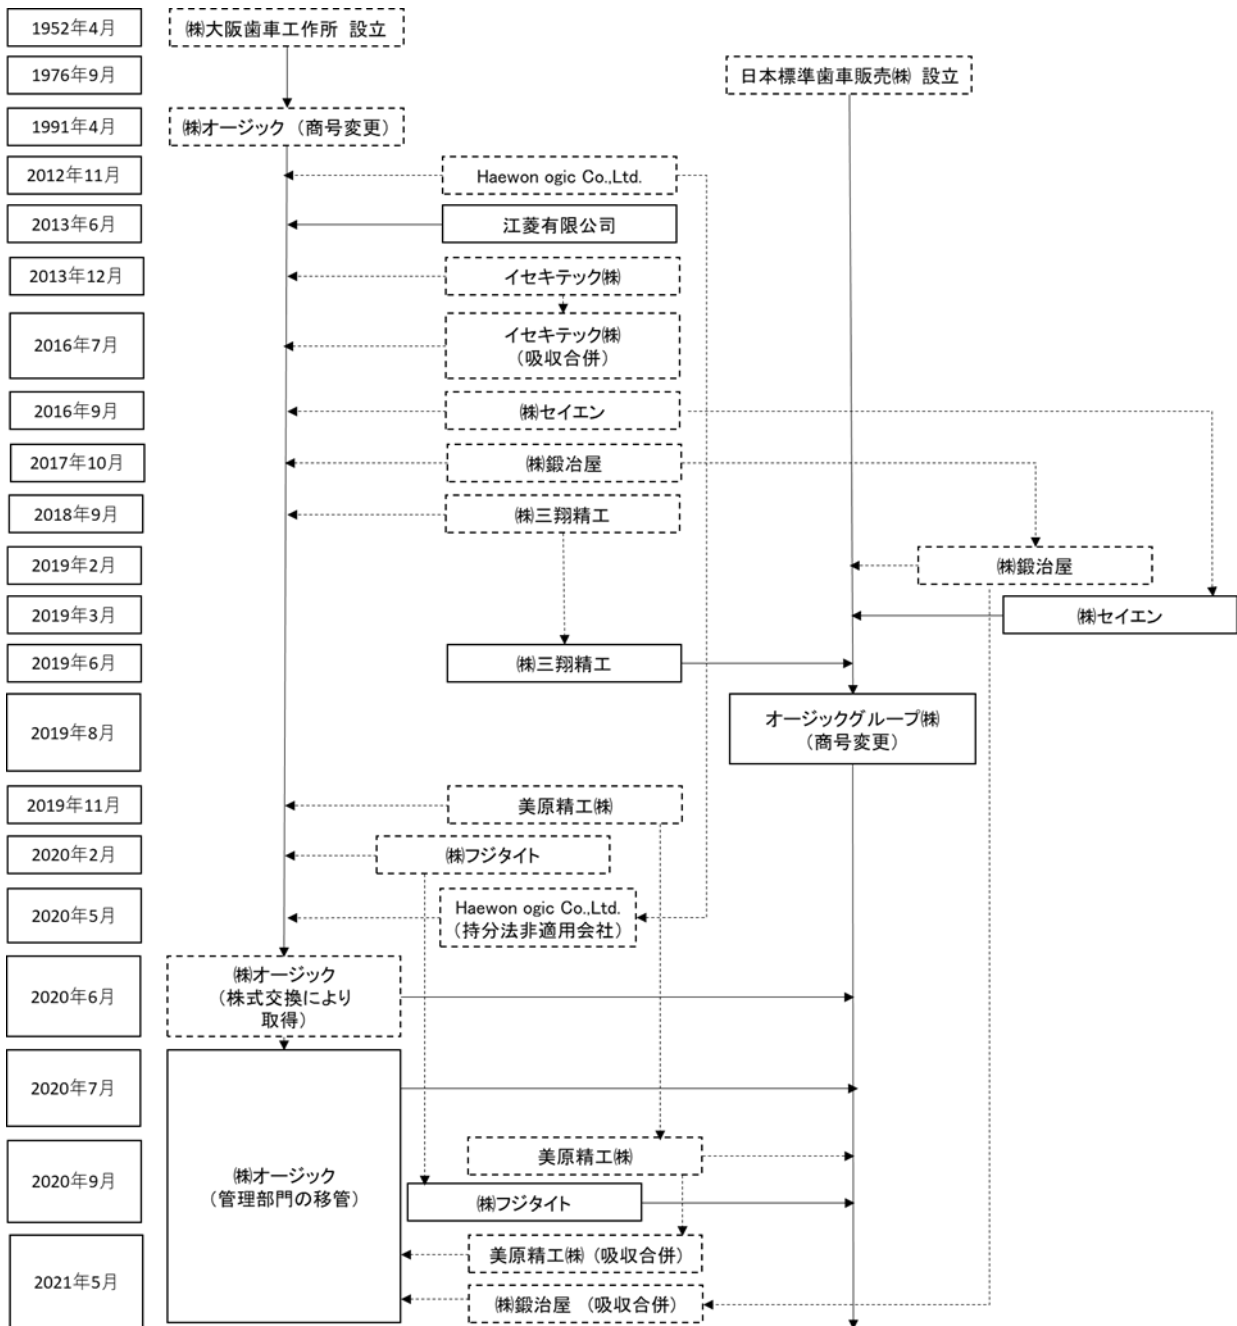 1952年4月
㈱大阪歯車工作所 設立
1976年9月
日本標準歯車販売㈱ 設立
1991年4月
㈱オージック（商号変更）
2012年11月
Haewon ogic Co.,Ltd.
2013年6月
江菱有限公司
2013年12月
イセキテック㈱
2016年7月
イセキテック㈱
（吸収合併）
2016年9月
㈱セイエン
2017年10月
㈱鍛冶屋
2018年9月
㈱三翔精工
2019年2月
㈱鍛治屋
2019年3月
㈱セイエン
2019年6月
㈱三翔精工
2019年8月
オージックグループ㈱
（商号変更）
2019年11月
美原精工㈱
2020年2月
㈱フジタイト
2020年5月
Haewon ogic Co.,Ltd.
（持分法非適用会社）
2020年6月
㈱オージック
（株式交換により
取得）
2020年7月
㈱オージック
（管理部門の移管）
2020年9月
美原精工㈱
㈱フジタイト
2021年5月
美原精工㈱（吸収合併）
㈱鍛治屋 （吸収合併）